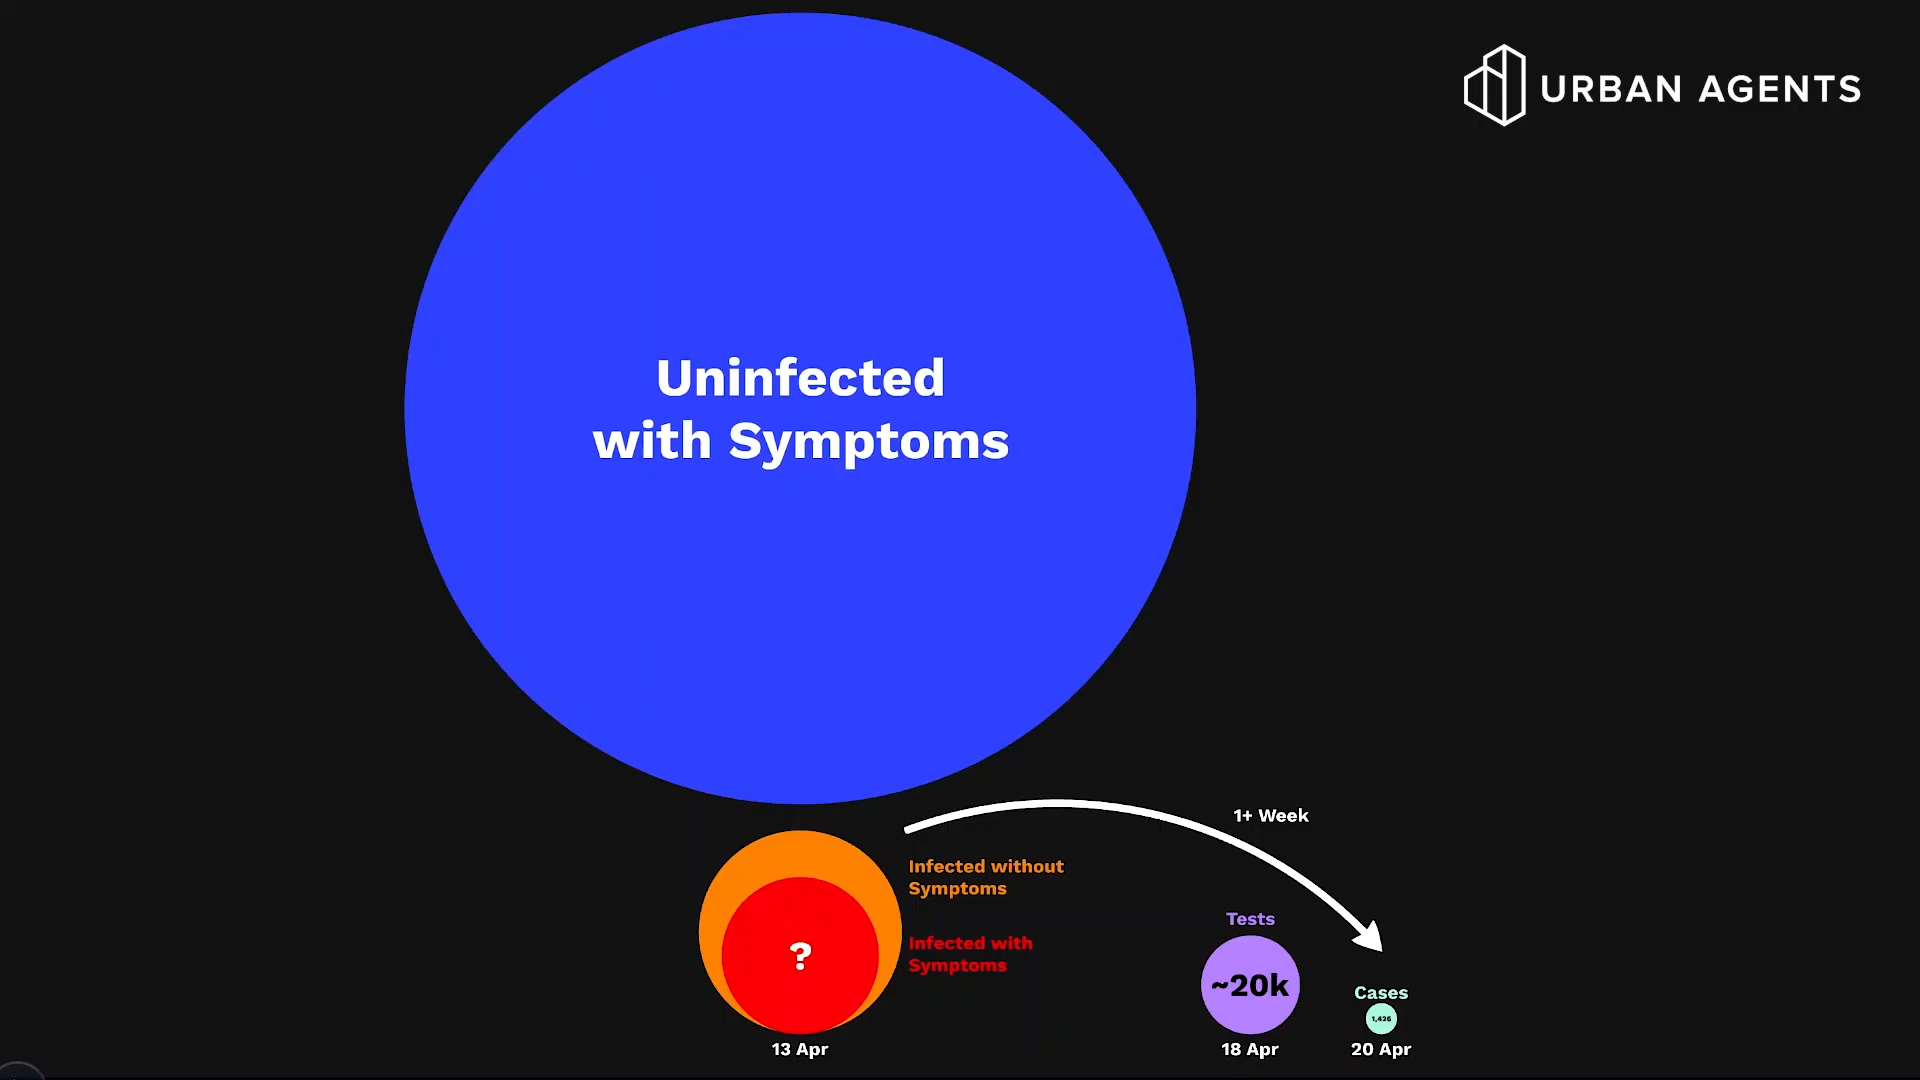 URBAN AGENTS
Uninfected
with Symptoms
1+ Week
Infected without
Symptoms
Infected with
Symptoms
?
Tests
~20k
Cases
1,426
13 Apr
18 Apr
20 Apr